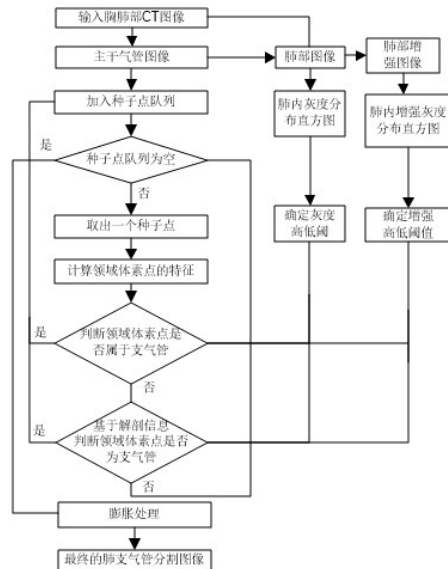 输入胸肺部CT图像
主干气管图像
肺部图像
肺部增
强图像
加入种子点队列
肺内灰度分
布直方图
肺内增强灰度
分布直方图
是
种子点队列为空
否
取出一个种子点
确定灰度
高低阈
确定增强
高低阈值
计算领域体素点的特征
是
判断领域体素点是
否属于支气管
否
是
基于解剖信息
判断领域体素点是否
为支气管
否
膨胀处理
最终的肺支气管分割图像